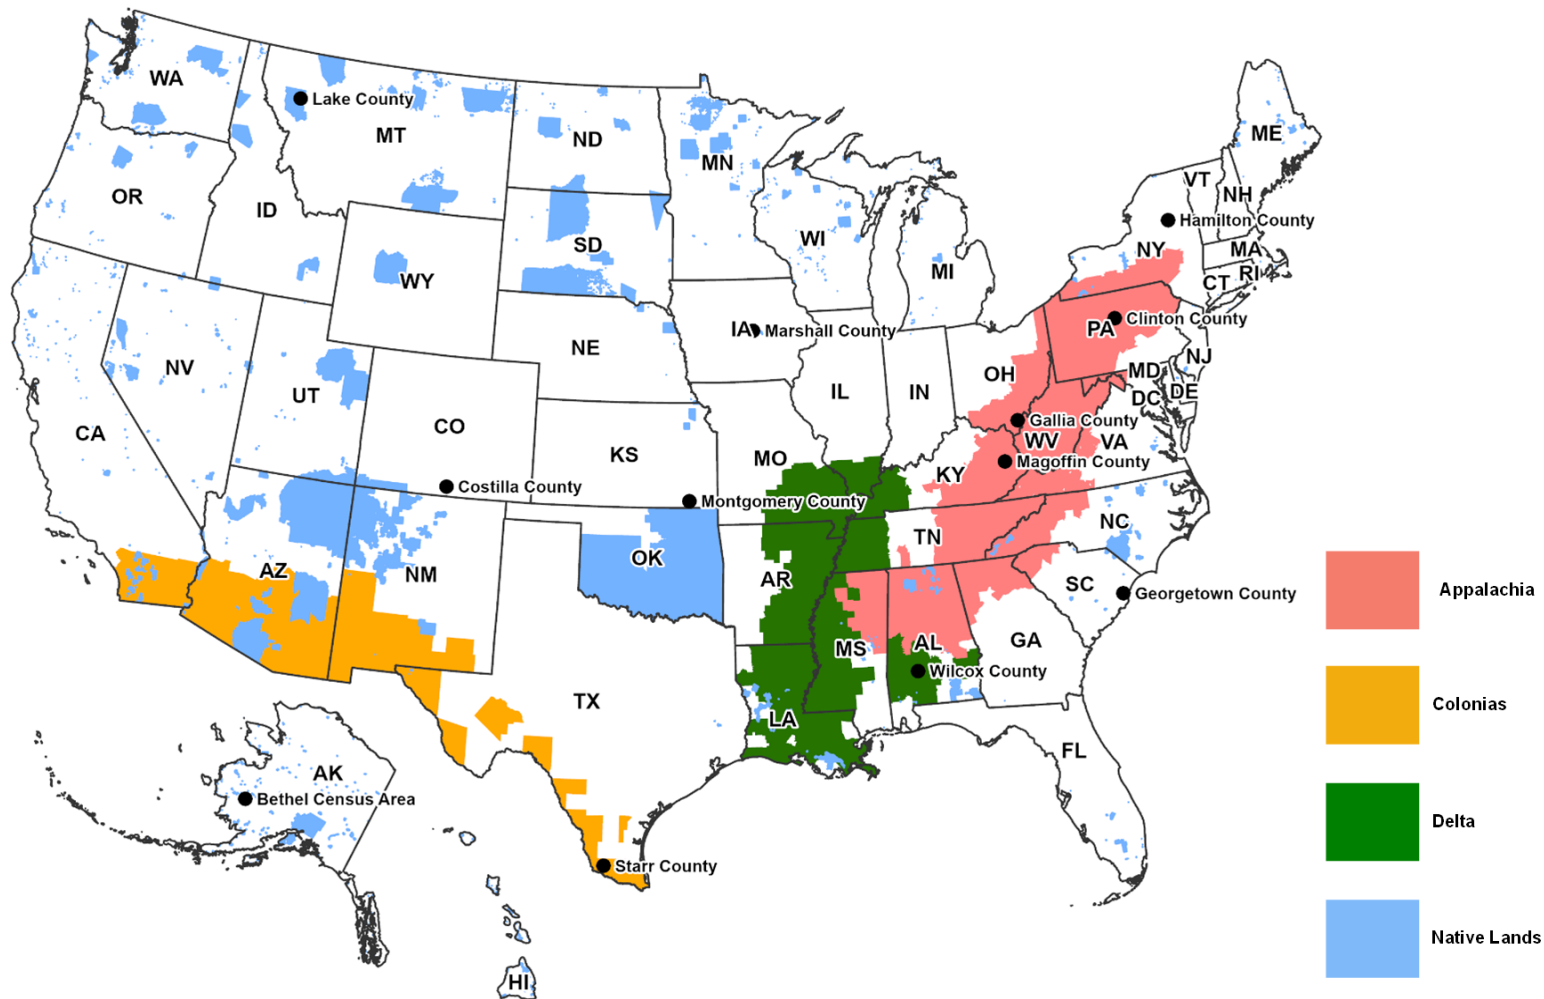 WA
Lake County
MT
ND
MN
ME
OR
ID
VT
NH
Hamilton County
SD
WI
NY
MA
WY
MI
CT
RI
IA
Marshall County
PA
Clinton County
NV
NE
NJ
UT
OH
MD
DE
IL
IN
DC
CA
CO
KS
MO
Gallia County
WV
VA
KY
Magoffin County
Costilla County
Montgomery County
NC
TN
OK
AZ
NM
AR
SC
Georgetown County
Appalachia
GA
AL
MS
Wilcox County
TX
LA
Colonias
FL
AK
Bethel Census Area
Delta
Starr County
Native Lands
HI